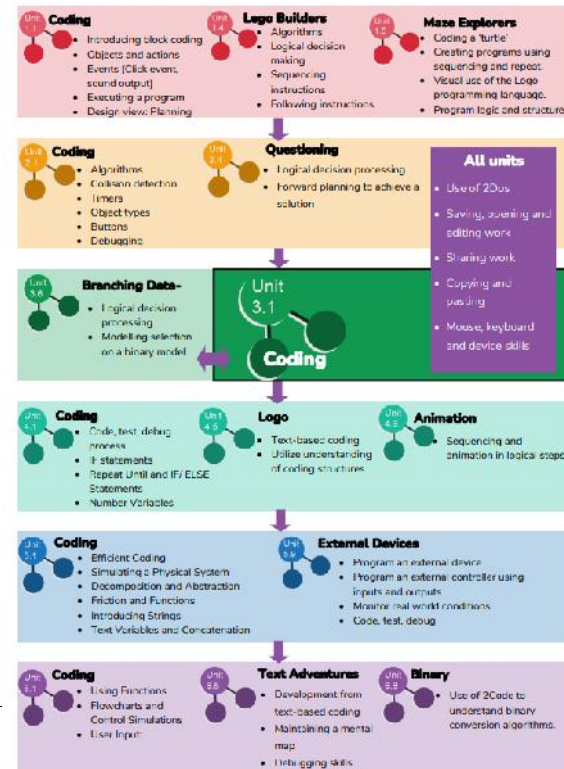 Unit
1.1
Coding
Introducing block coding
Objects and actions
Events (Click event,
sound output)
Executing a program
Design view: Planning
Unit
1.4
Lego Builders
Algorithms
Logical decision
making
Sequencing
instructions
Following instructions
Unit
1.5
Maze Explorers
Coding a 'turtle'
Creating programs using
sequencing and repeat.
Visual use of the Logo
programming language.
Program logic and structure
Unit
2.1
Coding
Algorithms
Collision detection
Timers
Object types
Buttons
Debugging
Unit
2.4
Questioning
Logical decision processing
Forward planning to achieve a
solution
All units
Use of 2Dos
Saving, opening and
editing work
Sharing work
Copying and
pasting
Mouse, keyboard
and device skills
Unit
3.6
Branching Data-
Logical decision
processing
Modelling selection
on a binary model
Unit
3.1
Coding
Unit
4.1
Coding
Code, test, debug
process
IF statements
Repeat Until and IF/ ELSE
Statements
Number Variables
Unit
4.5
Logo
Text-based coding
Utilize understanding
of coding structures
Unit
4.6
Animation
Sequencing and
animation in logical steps
Unit
5.1
Coding
Efficient Coding
Simulating a Physical System
Decomposition and Abstraction
Friction and Functions
Introducing Strings
Text Variables and Concatenation
Unit
5.9
External Devices
Program an external device
Program an external controller using
inputs and outputs
Monitor real world conditions
Code, test, debug
Unit
6.1
Coding
Using Functions
Flowcharts and
Control Simulations
User Input
Unit
6.5
Text Adventures
Development from
text-based coding
Maintaining a mental
map
Debugging skills
Unit
6.8
Binary
Use of 2Code to
understand binary
conversion algorithms.